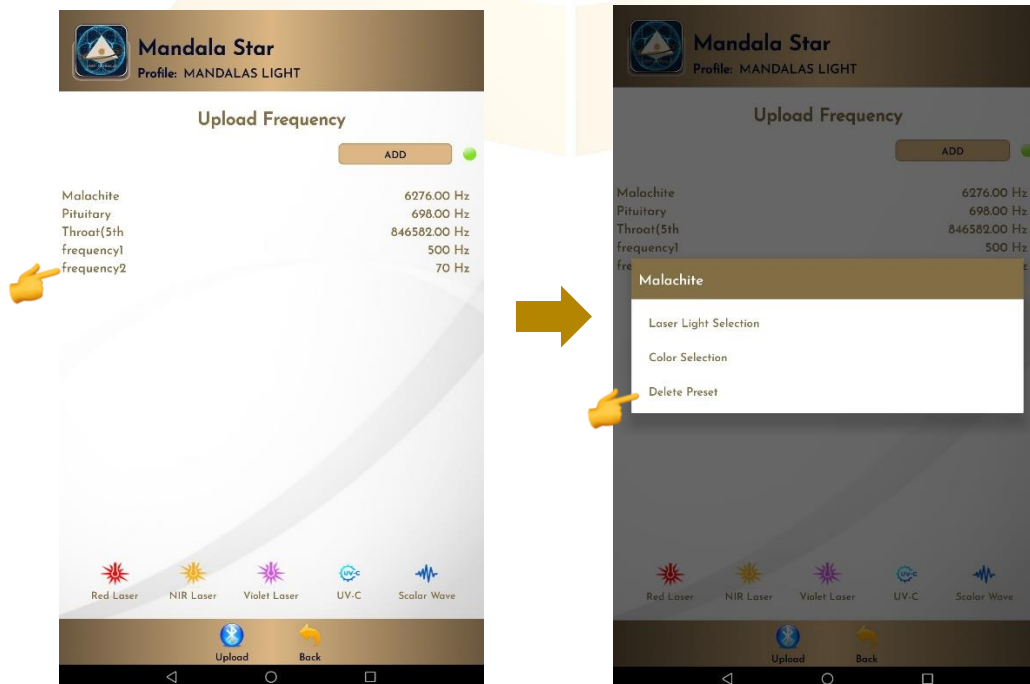 Mandala Star
Profile: MANDALAS LIGHT
Upload Frequency
ADD
Malachite 6276.00 Hz
Pituitary 698.00 Hz
Throat(5th 846582.00 Hz
frequency1 500 Hz
frequency2 70 Hz
Red Laser NIR Laser Violet Laser UV-C Scalar Wave
Upload Back
Mandala Star
Profile: MANDALAS LIGHT
Upload Frequency
ADD
Malachite 6276.00 Hz
Pituitary 698.00 Hz
Throat(5th 846582.00 Hz
frequency1 500 Hz
Malachite
Laser Light Selection
Color Selection
Delete Preset
Red Laser NIR Laser Violet Laser UV-C Scalar Wave
Upload Back